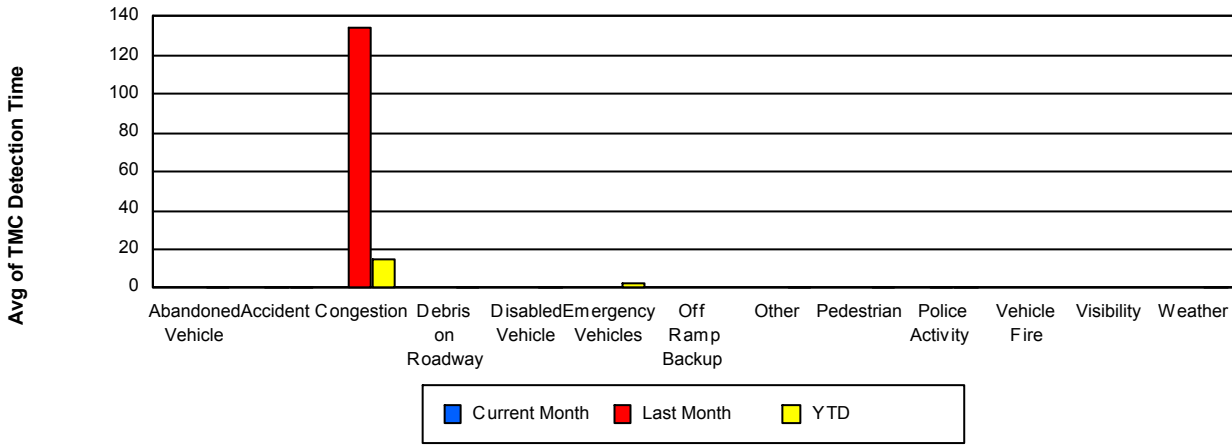 Avg of TMC Detection Time
140
120
100
80
60
40
20
0
Abandoned Vehicle
Accident
Congestion
Debris on Roadway
Disabled Vehicle
Emergency Vehicles
Off Ramp Backup
Other
Pedestrian
Police Activity
Vehicle Fire
Visibility
Weather
Current Month
Last Month
YTD